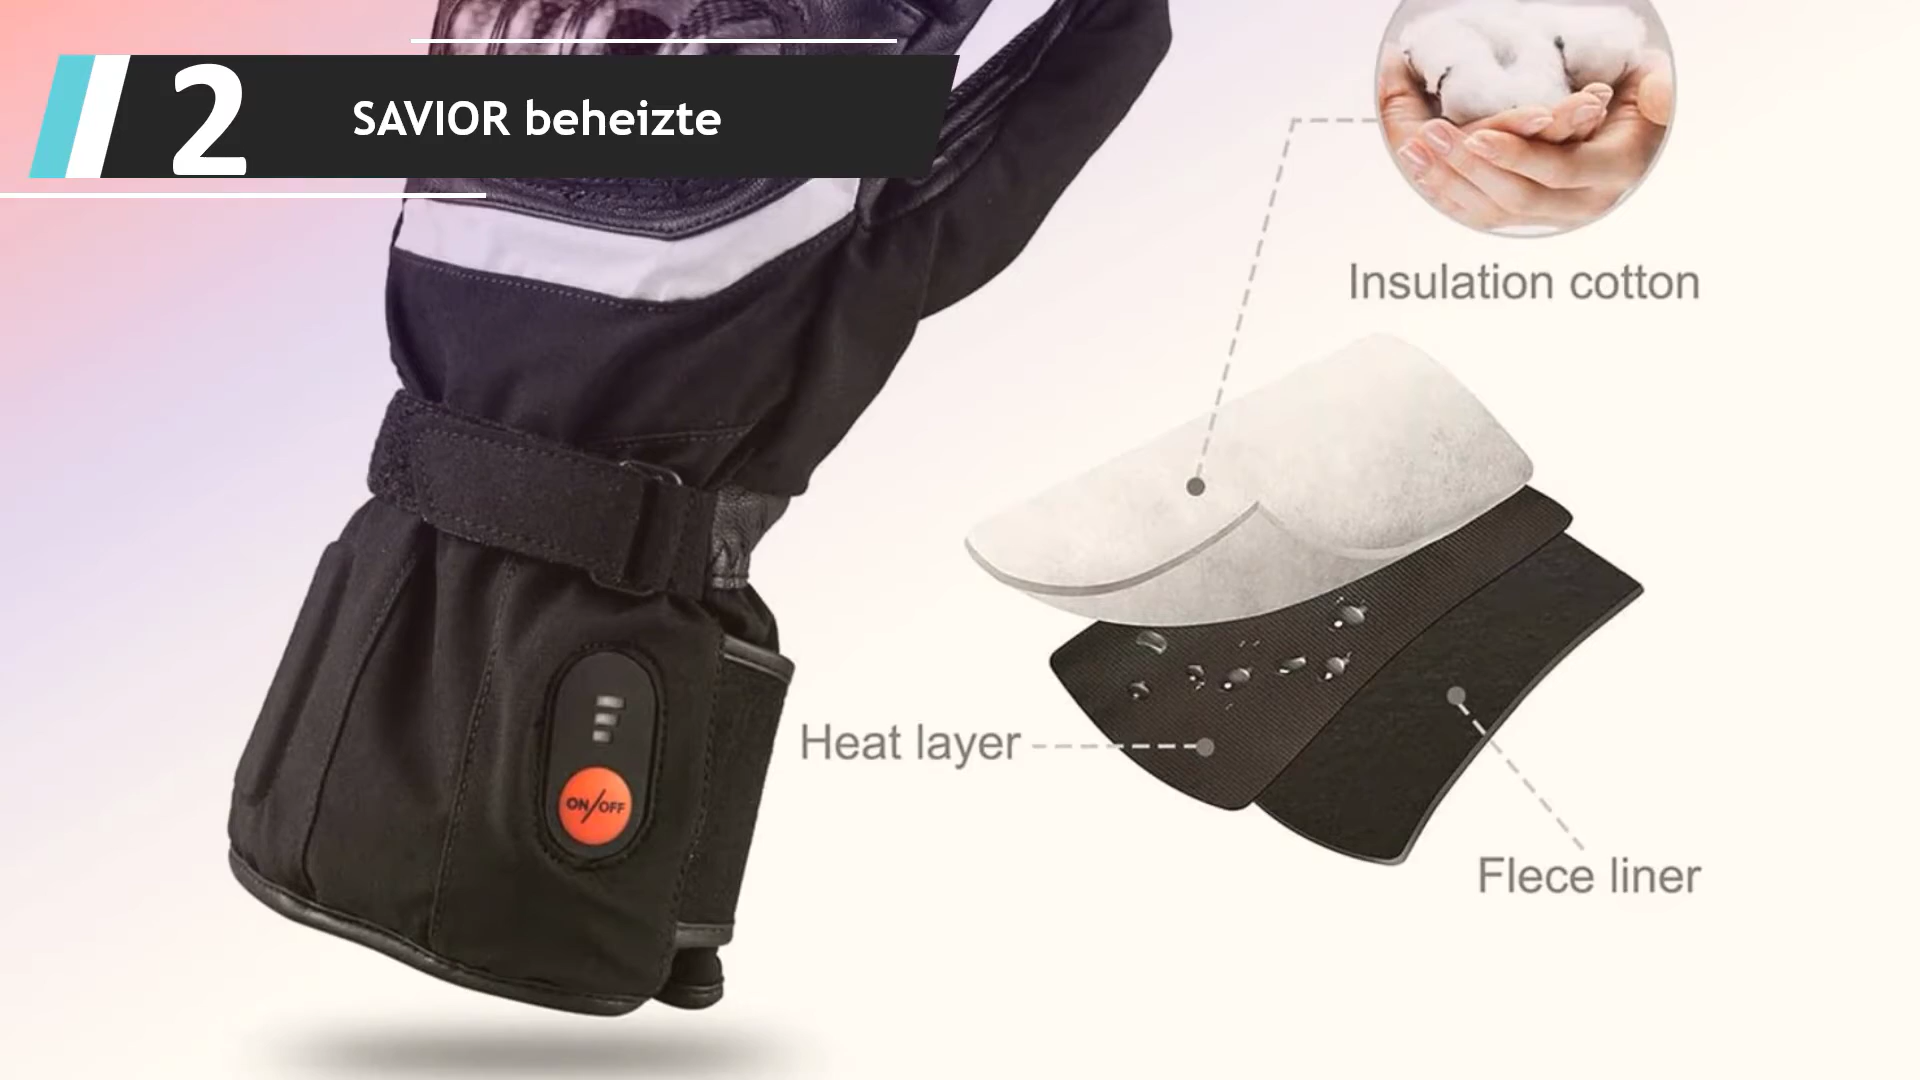 2
SAVIOR beheizte
Insulation cotton
Heat layer
ON/OFF
Flece liner